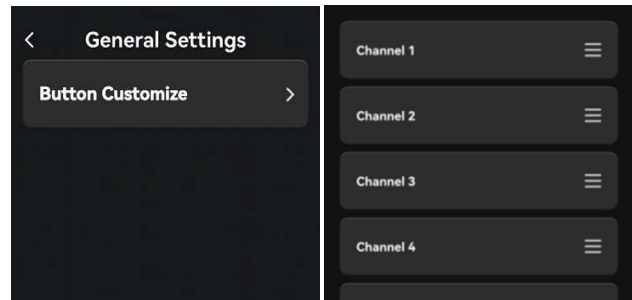 General Settings
Button Customize
Channel 1
Channel 2
Channel 3
Channel 4